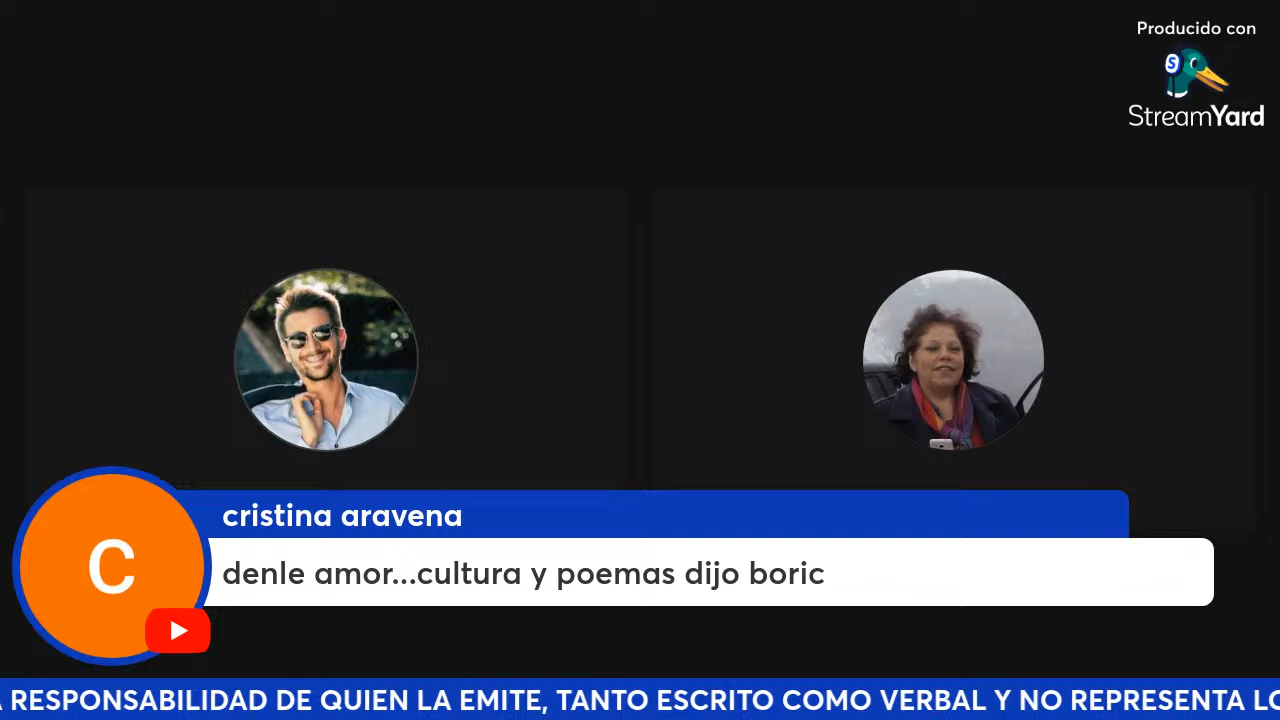 Producido con
S
StreamYard
cristina aravena
C
denle amor...cultura y poemas dijo boric
RESPONSABILIDAD DE QUIEN LA EMITE, TANTO ESCRITO COMO VERBAL Y NO REPRESENTA